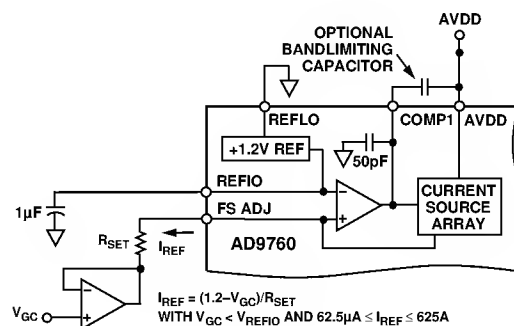 OPTIONAL
BANDLIMITING
CAPACITOR
AVDD
REFLO
COMP1
AVDD
+1.2V REF
50pF
REFIO
1µF
FS ADJ
CURRENT
SOURCE
ARRAY
RSET
IREF
AD9760
VGC
IREF = (1.2–VGC)/RSET
WITH VGC < VREFIO AND 62.5µA ≤ IREF ≤ 625A